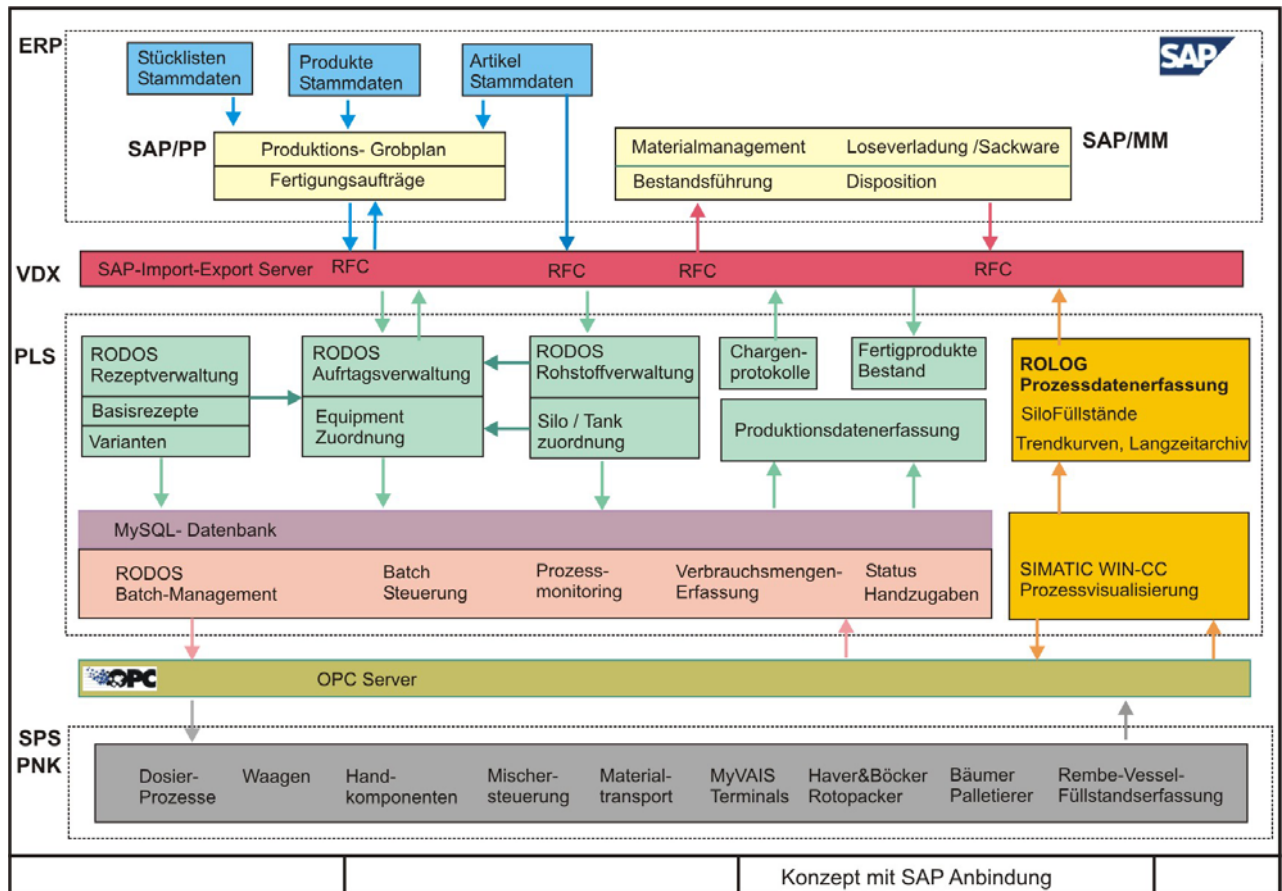 ERP
SAP
Stücklisten
Stammdaten
Produkte
Stammdaten
Artikel
Stammdaten
SAP/PP
Produktions- Grobplan
Fertigungsaufträge
Materialmanagement
Loseverladung /Sackware
Bestandsführung
Disposition
SAP/MM
VDX
SAP-Import-Export Server
RFC
RFC
RFC
RFC
PLS
RODOS
Rezeptverwaltung
Basisrezepte
Varianten
RODOS
Aufrtagsverwaltung
Equipment
Zuordnung
RODOS
Rohstoffverwaltung
Silo / Tank
zuordnung
Chargen-
protokolle
Fertigprodukte
Bestand
Produktionsdatenerfassung
ROLOG
Prozessdatenerfassung
SiloFüllstände
Trendkurven, Langzeitarchiv
MySQL- Datenbank
RODOS
Batch-Management
Batch
Steuerung
Prozess-
monitoring
Verbrauchsmengen-
Erfassung
Status
Handzugaben
SIMATIC WIN-CC
Prozessvisualisierung
OPC
OPC Server
SPS
PNK
Dosier-
Prozesse
Waagen
Hand-
komponenten
Mischer-
steuerung
Material-
transport
MyVAIS
Terminals
Haver&Böcker
Rotopacker
Bäumer
Palletierer
Rembe-Vessel-
Füllstandserfassung
Konzept mit SAP Anbindung